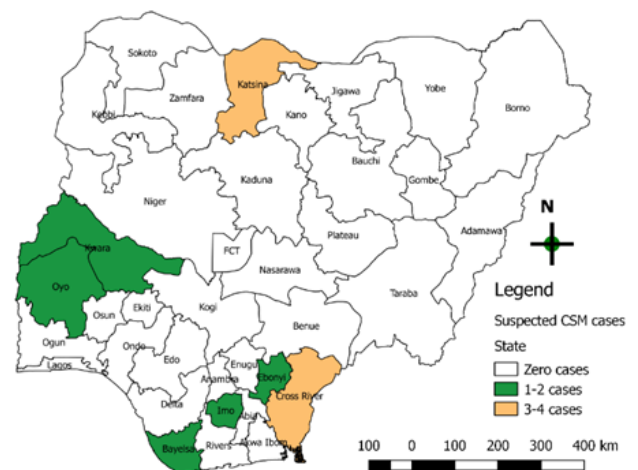 Sokoto
Katsina
Jigawa
Yobe
Borno
Zamfara
Kebbi
Kano
Bauchi
Gombe
Kaduna
Niger
N
Adamawa
Plateau
Kwara
FCT
Nasarawa
Taraba
Oyo
Legend
Osun
Ekiti
Kogi
Suspected CSM cases
Benue
State
Ogun
Ondo
Edo
Lagos
Enugu
Zero cases
Anambra
Ebonyi
1-2 cases
Cross River
Delta
Imo
Abia
3-4 cases
Bayelsa
Rivers
Akwa Ibom
100 0 100 200 300 400 km